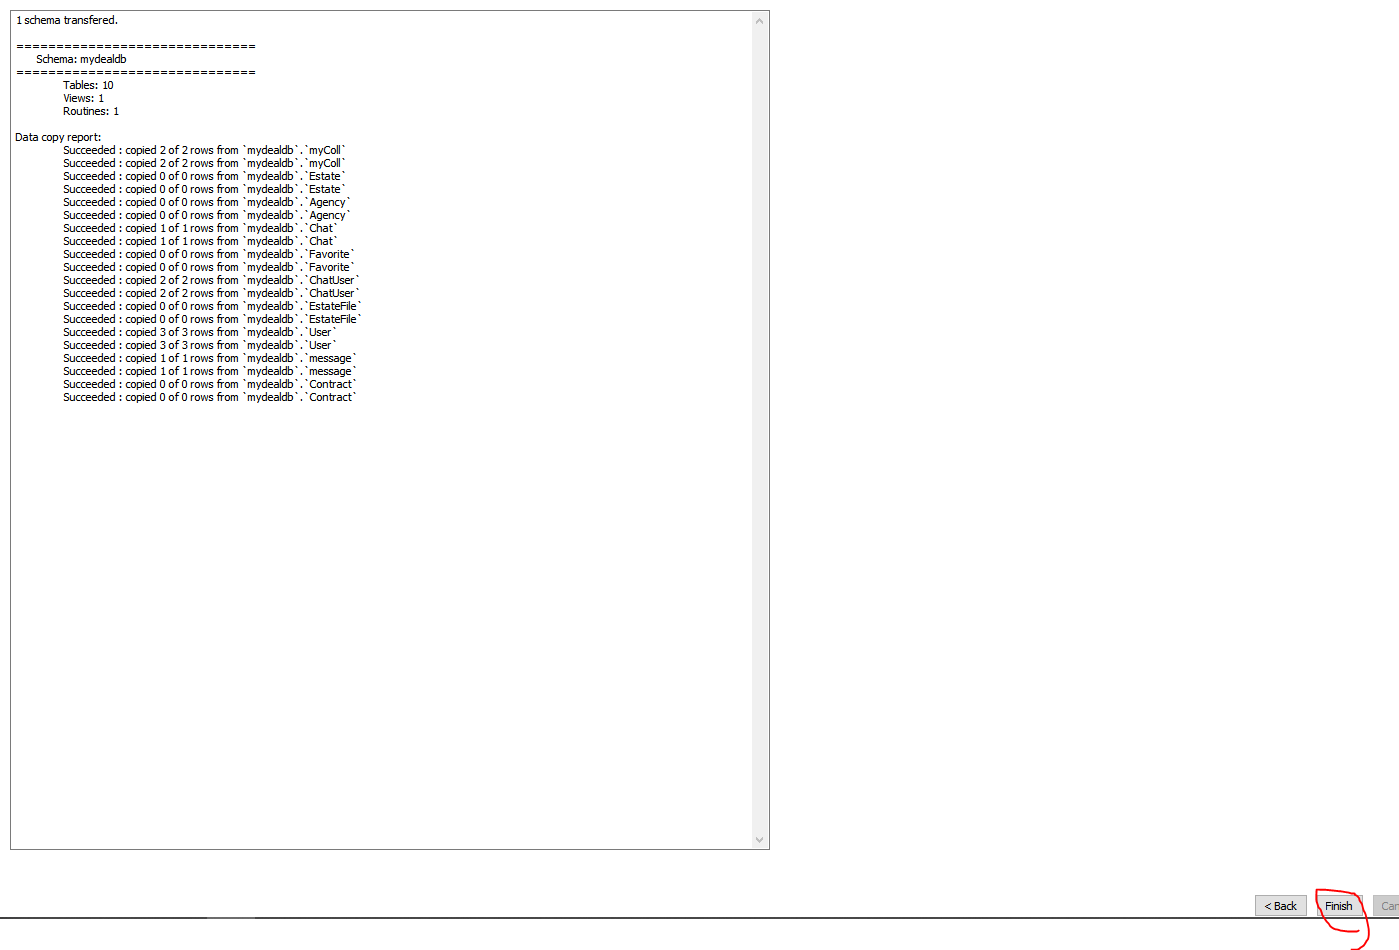 1 schema transfered.
==============================
Schema: mydealdb
==============================
Tables: 10
Views: 1
Routines: 1
Data copy report:
Succeeded : copied 2 of 2 rows from `mydealdb`.`myColl`
Succeeded : copied 2 of 2 rows from `mydealdb`.`myColl`
Succeeded : copied 0 of 0 rows from `mydealdb`.`Estate`
Succeeded : copied 0 of 0 rows from `mydealdb`.`Estate`
Succeeded : copied 0 of 0 rows from `mydealdb`.`Agency`
Succeeded : copied 0 of 0 rows from `mydealdb`.`Agency`
Succeeded : copied 1 of 1 rows from `mydealdb`.`Chat`
Succeeded : copied 1 of 1 rows from `mydealdb`.`Chat`
Succeeded : copied 0 of 0 rows from `mydealdb`.`Favorite`
Succeeded : copied 0 of 0 rows from `mydealdb`.`Favorite`
Succeeded : copied 2 of 2 rows from `mydealdb`.`ChatUser`
Succeeded : copied 2 of 2 rows from `mydealdb`.`ChatUser`
Succeeded : copied 0 of 0 rows from `mydealdb`.`EstateFile`
Succeeded : copied 0 of 0 rows from `mydealdb`.`EstateFile`
Succeeded : copied 3 of 3 rows from `mydealdb`.`User`
Succeeded : copied 3 of 3 rows from `mydealdb`.`User`
Succeeded : copied 1 of 1 rows from `mydealdb`.`message`
Succeeded : copied 1 of 1 rows from `mydealdb`.`message`
Succeeded : copied 0 of 0 rows from `mydealdb`.`Contract`
Succeeded : copied 0 of 0 rows from `mydealdb`.`Contract`
< Back Finish